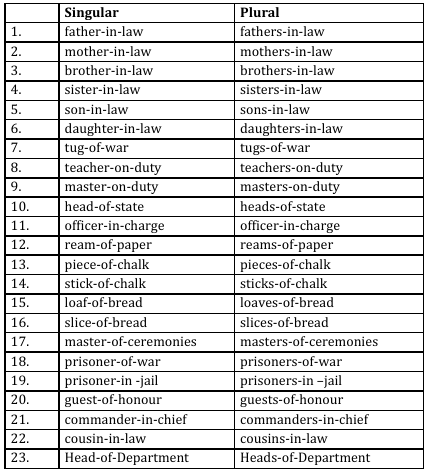 Singular Plural
1. father-in-law fathers-in-law
2. mother-in-law mothers-in-law
3. brother-in-law brothers-in-law
4. sister-in-law sisters-in-law
5. son-in-law sons-in-law
6. daughter-in-law daughters-in-law
7. tug-of-war tugs-of-war
8. teacher-on-duty teachers-on-duty
9. master-on-duty masters-on-duty
10. head-of-state heads-of-state
11. officer-in-charge officer-in-charge
12. ream-of-paper reams-of-paper
13. piece-of-chalk pieces-of-chalk
14. stick-of-chalk sticks-of-chalk
15. loaf-of-bread loaves-of-bread
16. slice-of-bread slices-of-bread
17. master-of-ceremonies masters-of-ceremonies
18. prisoner-of-war prisoners-of-war
19. prisoner-in -jail prisoners-in –jail
20. guest-of-honour guests-of-honour
21. commander-in-chief commanders-in-chief
22. cousin-in-law cousins-in-law
23. Head-of-Department Heads-of-Department